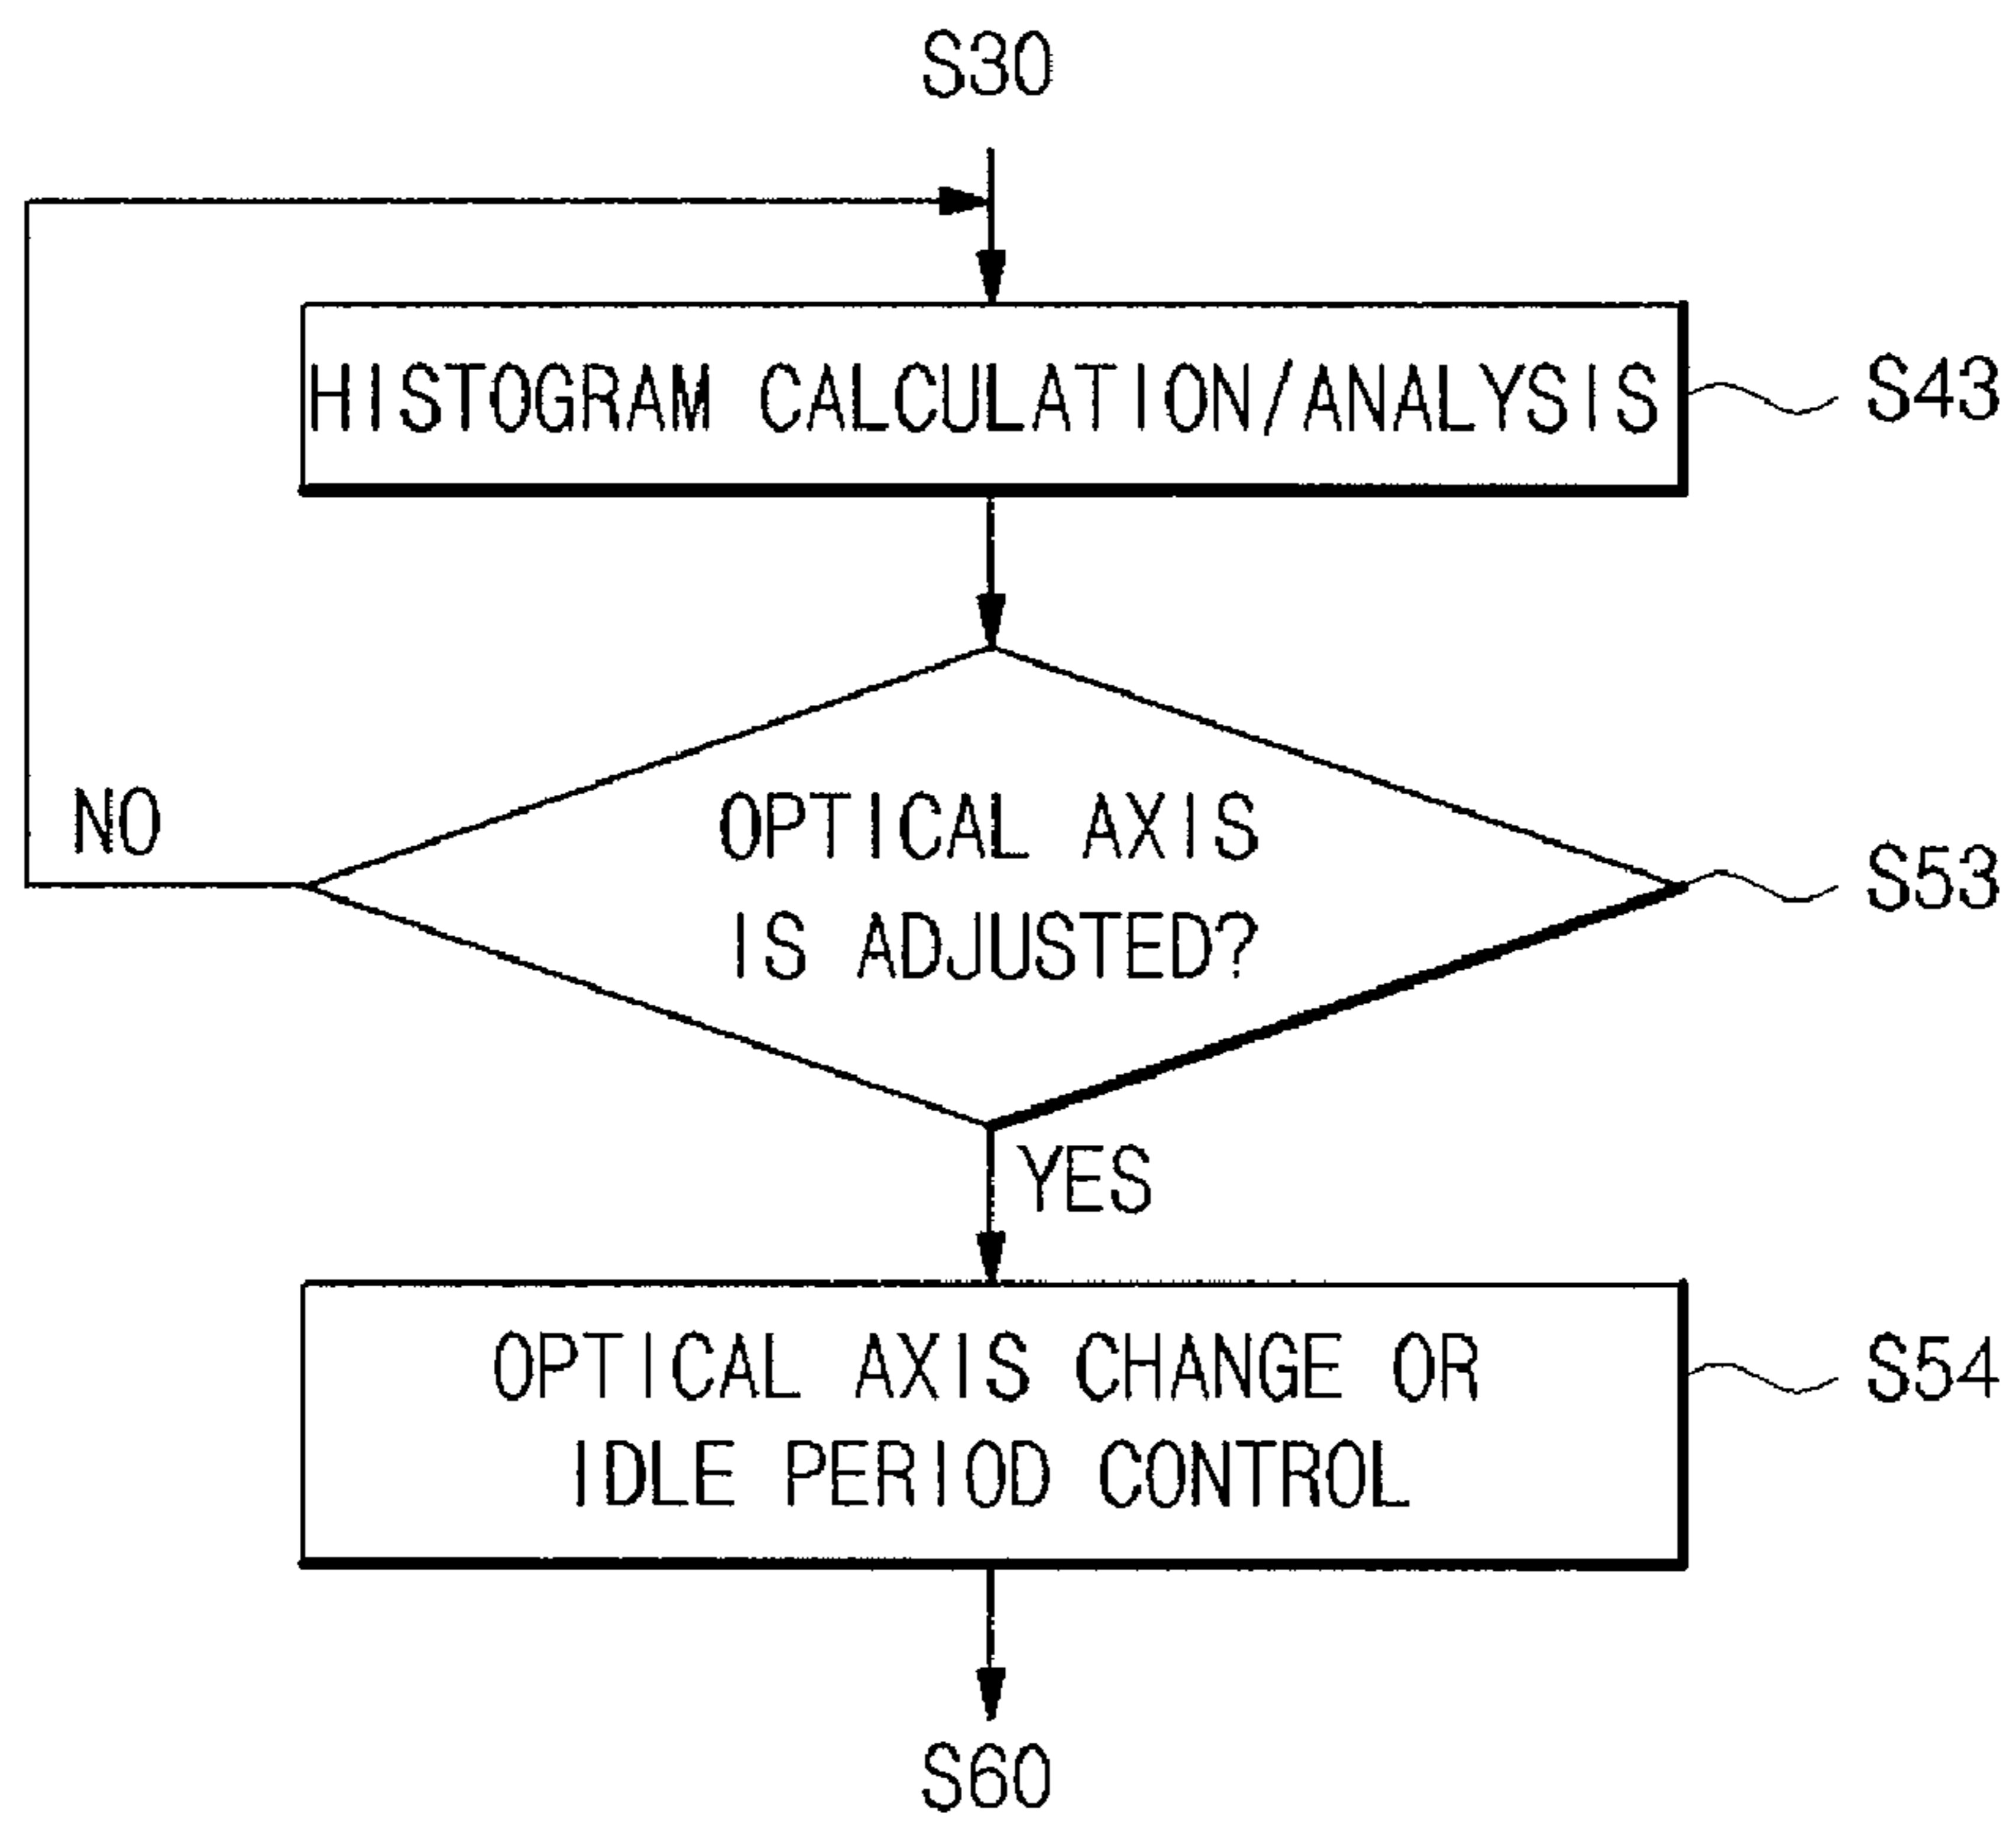 S30
HISTOGRAM CALCULATION/ANALYSIS
S43
NO
OPTICAL AXIS
IS ADJUSTED?
S53
YES
OPTICAL AXIS CHANGE OR
IDLE PERIOD CONTROL
S54
S60